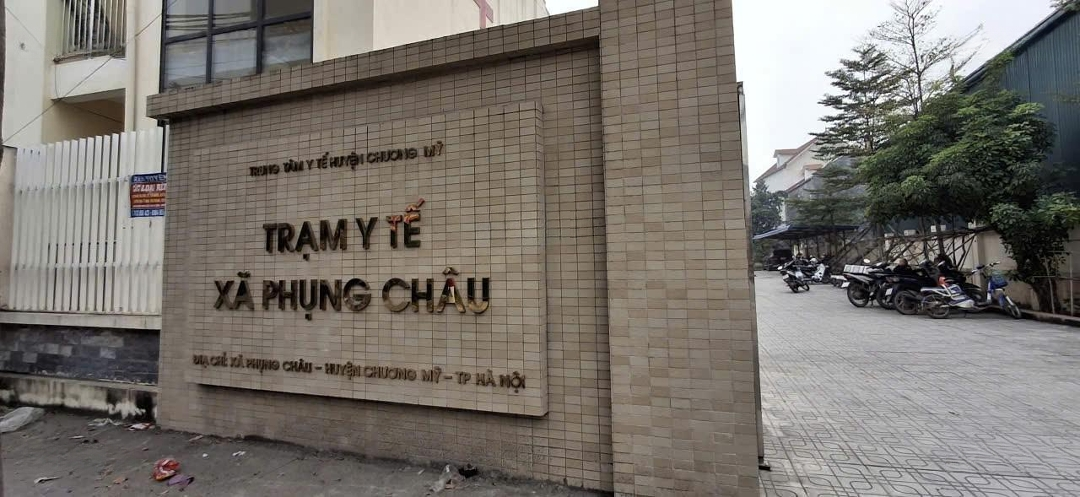 TRUNG TÂM Y TẾ HUYỆN CHƯƠNG MỸ
TRẠM Y TẾ
XÃ PHỤNG CHÂU
ĐỊA CHỈ: XÃ PHỤNG CHÂU – HUYỆN CHƯƠNG MỸ – TP HÀ NỘI